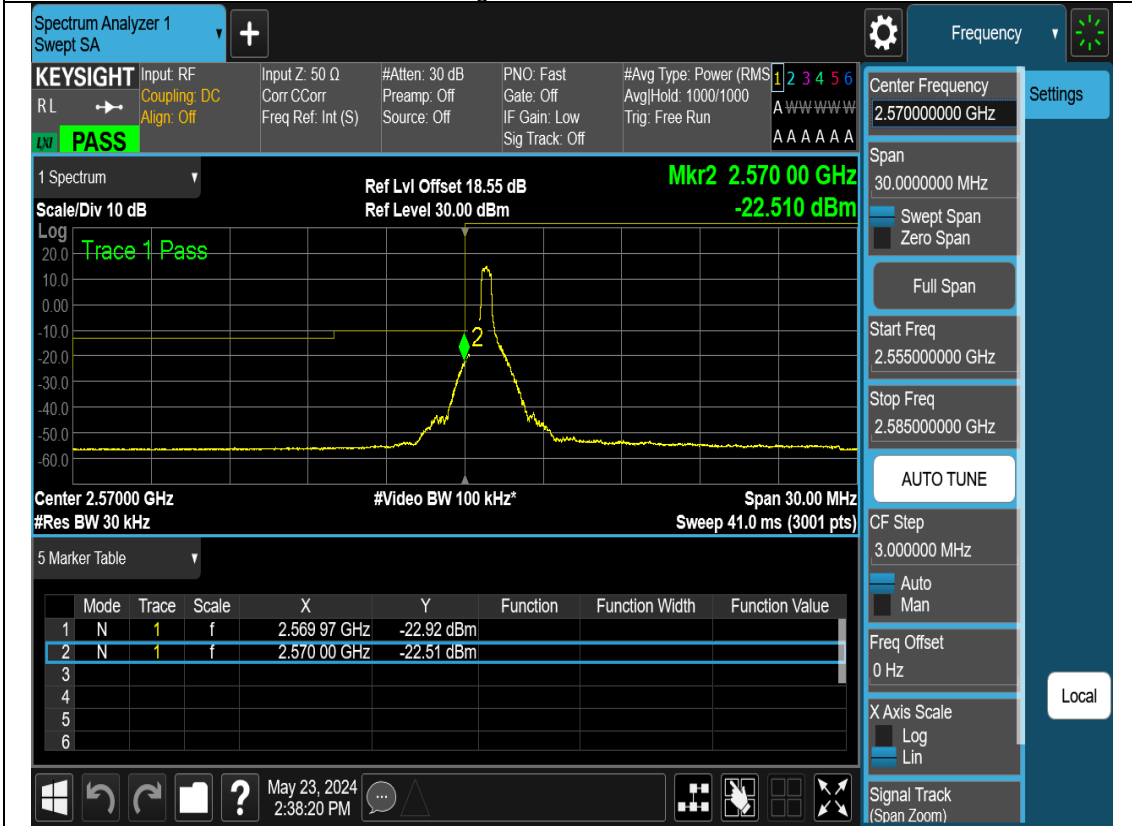 Spectrum Analyzer 1
Swept SA
+
Frequency
KEYSIGHT
RL
LXI
PASS
Input: RF
Coupling: DC
Align: Off
Input Z: 50 Ω
Corr CCorr
Freq Ref: Int (S)
#Atten: 30 dB
Preamp: Off
Source: Off
PNO: Fast
Gate: Off
IF Gain: Low
Sig Track: Off
#Avg Type: Power (RMS
Avg|Hold: 1000/1000
Trig: Free Run
1 2 3 4 5 6
A W W W W W
A A A A A A
1 Spectrum
Scale/Div 10 dB
Ref Lvl Offset 18.55 dB
Ref Level 30.00 dBm
Mkr2 2.570 00 GHz
-22.510 dBm
Log
Trace 1 Pass
20.0
10.0
0.00
-10.0
-20.0
-30.0
-40.0
-50.0
-60.0
2
Center 2.57000 GHz
#Video BW 100 kHz*
Span 30.00 MHz
#Res BW 30 kHz
Sweep 41.0 ms (3001 pts)
5 Marker Table
Mode Trace Scale X Y Function Function Width Function Value
1 N 1 f 2.569 97 GHz -22.92 dBm
2 N 1 f 2.570 00 GHz -22.51 dBm
3
4
5
6
?
May 23, 2024
2:38:20 PM
Settings
Center Frequency
2.570000000 GHz
Span
30.0000000 MHz
Swept Span
Zero Span
Full Span
Start Freq
2.555000000 GHz
Stop Freq
2.585000000 GHz
AUTO TUNE
CF Step
3.000000 MHz
Auto
Man
Freq Offset
0 Hz
X Axis Scale
Log
Lin
Signal Track
(Span Zoom)
Local